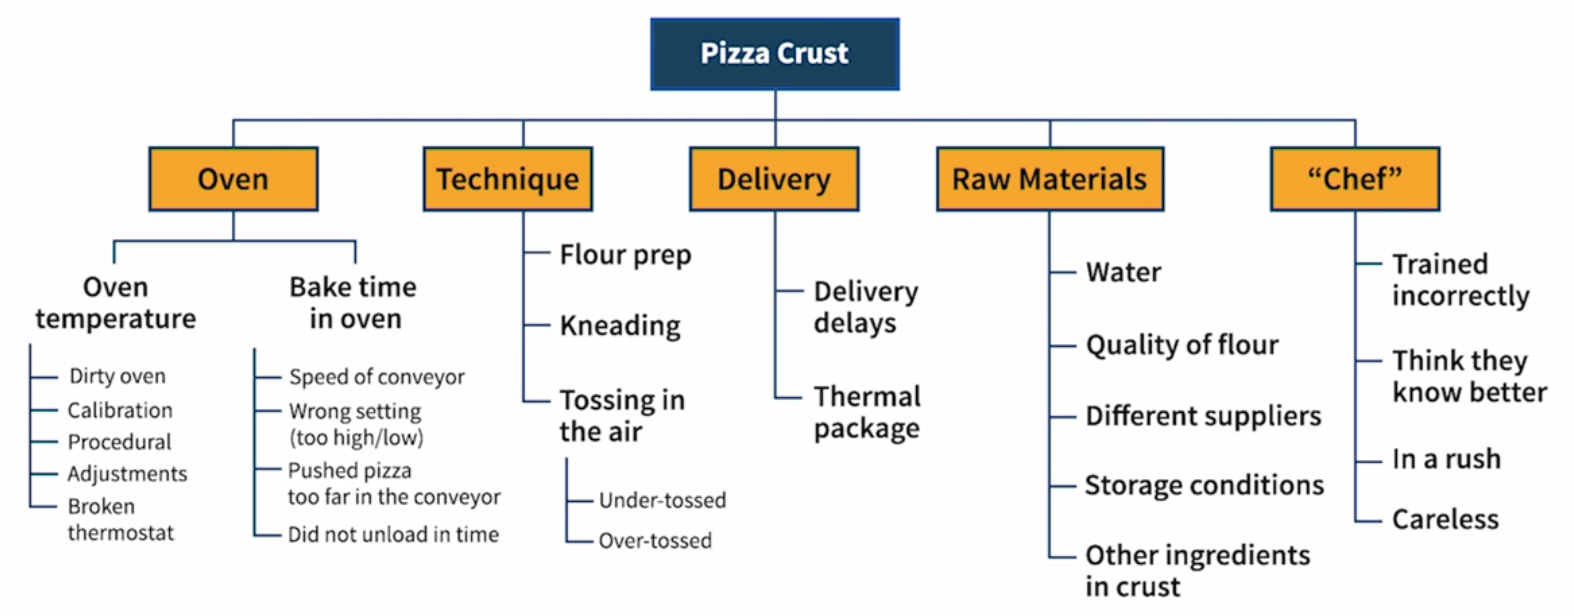 Pizza Crust
Oven
Technique
Delivery
Raw Materials
“Chef”
Oven
temperature
Dirty oven
Calibration
Procedural
Adjustments
Broken
thermostat
Bake time
in oven
Speed of conveyor
Wrong setting
(too high/low)
Pushed pizza
too far in the conveyor
Did not unload in time
Flour prep
Kneading
Tossing in
the air
Under-tossed
Over-tossed
Delivery
delays
Thermal
package
Water
Quality of flour
Different suppliers
Storage conditions
Other ingredients
in crust
Trained
incorrectly
Think they
know better
In a rush
Careless